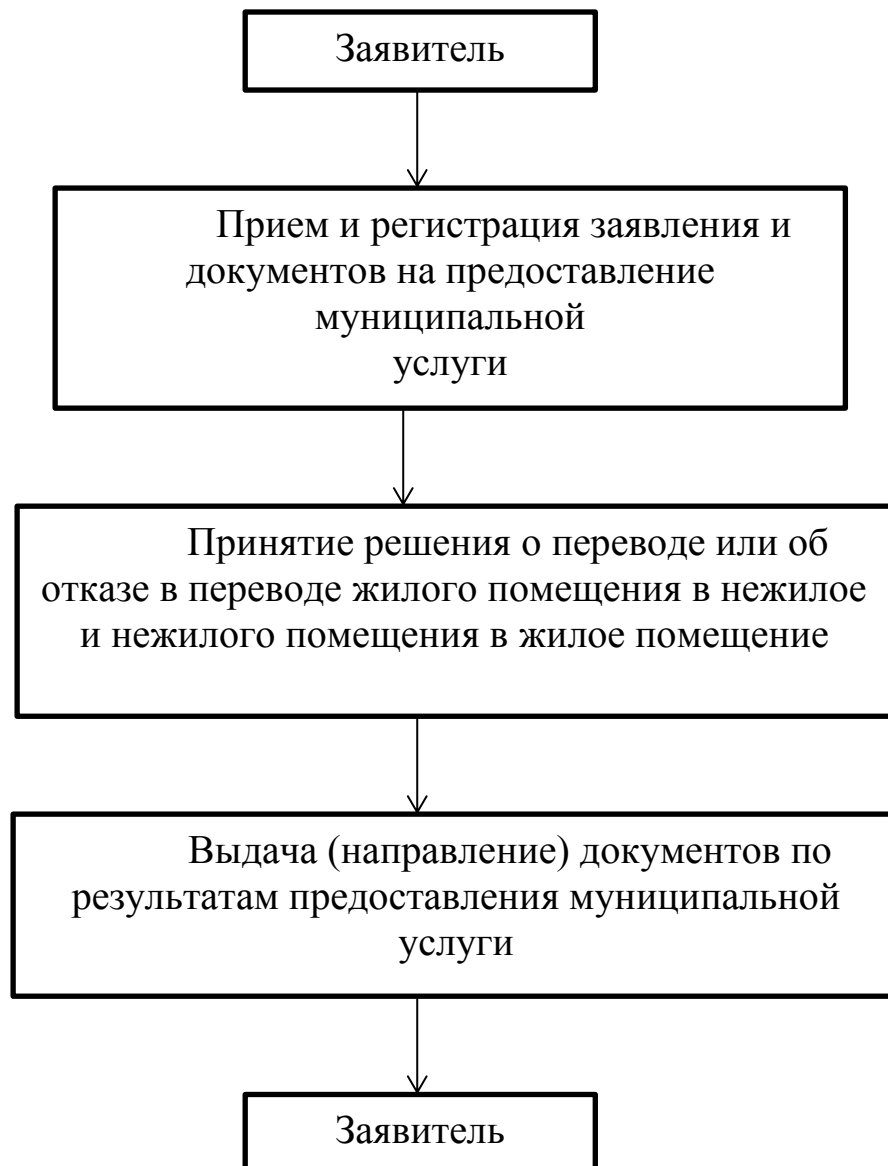 Заявитель
Прием и регистрация заявления и
документов на предоставление
муниципальной
услуги
Принятие решения о переводе или об
отказе в переводе жилого помещения в нежилое
и нежилого помещения в жилое помещение
Выдача (направление) документов по
результатам предоставления муниципальной
услуги
Заявитель